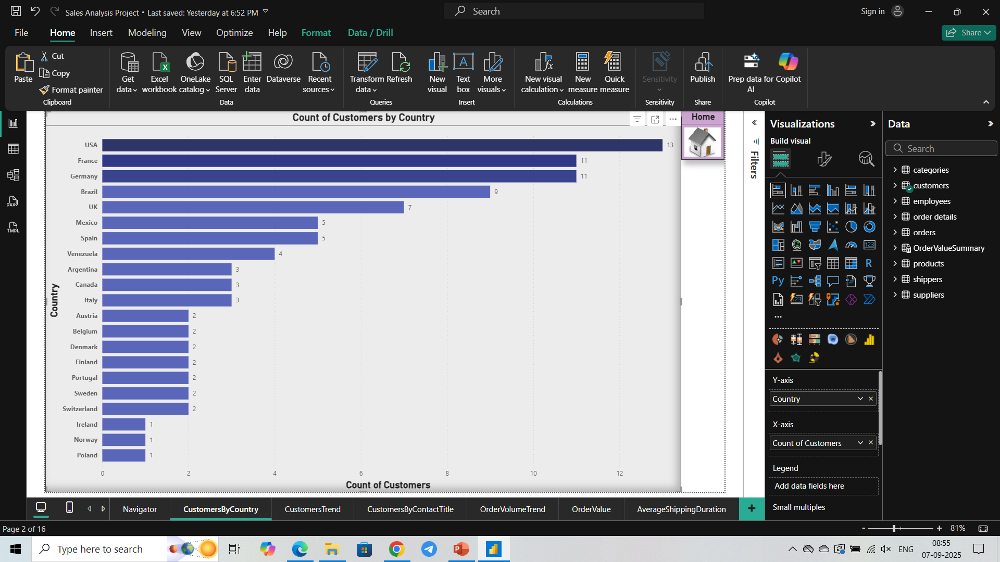 Sales Analysis Project • Last saved: Yesterday at 6:52 PM
Search
Sign in
File
Home
Insert
Modeling
View
Optimize
Help
Format
Data / Drill
Share
Paste
Cut
Copy
Format painter
Clipboard
Get data
Excel workbook
OneLake catalog
SQL Server
Enter data
Dataverse
Recent sources
Data
Transform data
Refresh
Queries
New visual
Text box
More visuals
Insert
New visual calculation
New measure
Quick measure
Calculations
Sensitivity
Sensitivity
Publish
Share
Prep data for AI
Copilot
Copilot
Count of Customers by Country
Country
USA 13
France 11
Germany 11
Brazil 9
UK 7
Mexico 5
Spain 5
Venezuela 4
Argentina 3
Canada 3
Italy 3
Austria 2
Belgium 2
Denmark 2
Finland 2
Portugal 2
Sweden 2
Switzerland 2
Ireland 1
Norway 1
Poland 1
0 2 4 6 8 10 12
Count of Customers
Home
Filters
Visualizations
Build visual
123
R
Py
123
Y-axis
Country
X-axis
Count of Customers
Legend
Add data fields here
Small multiples
Data
Search
categories
customers
employees
order details
orders
OrderValueSummary
products
shippers
suppliers
DAX
TMDL
Navigator
CustomersByCountry
CustomersTrend
CustomersByContactTitle
OrderVolumeTrend
OrderValue
AverageShippingDuration
Page 2 of 16
81%
Type here to search
ENG
08:55
07-09-2025